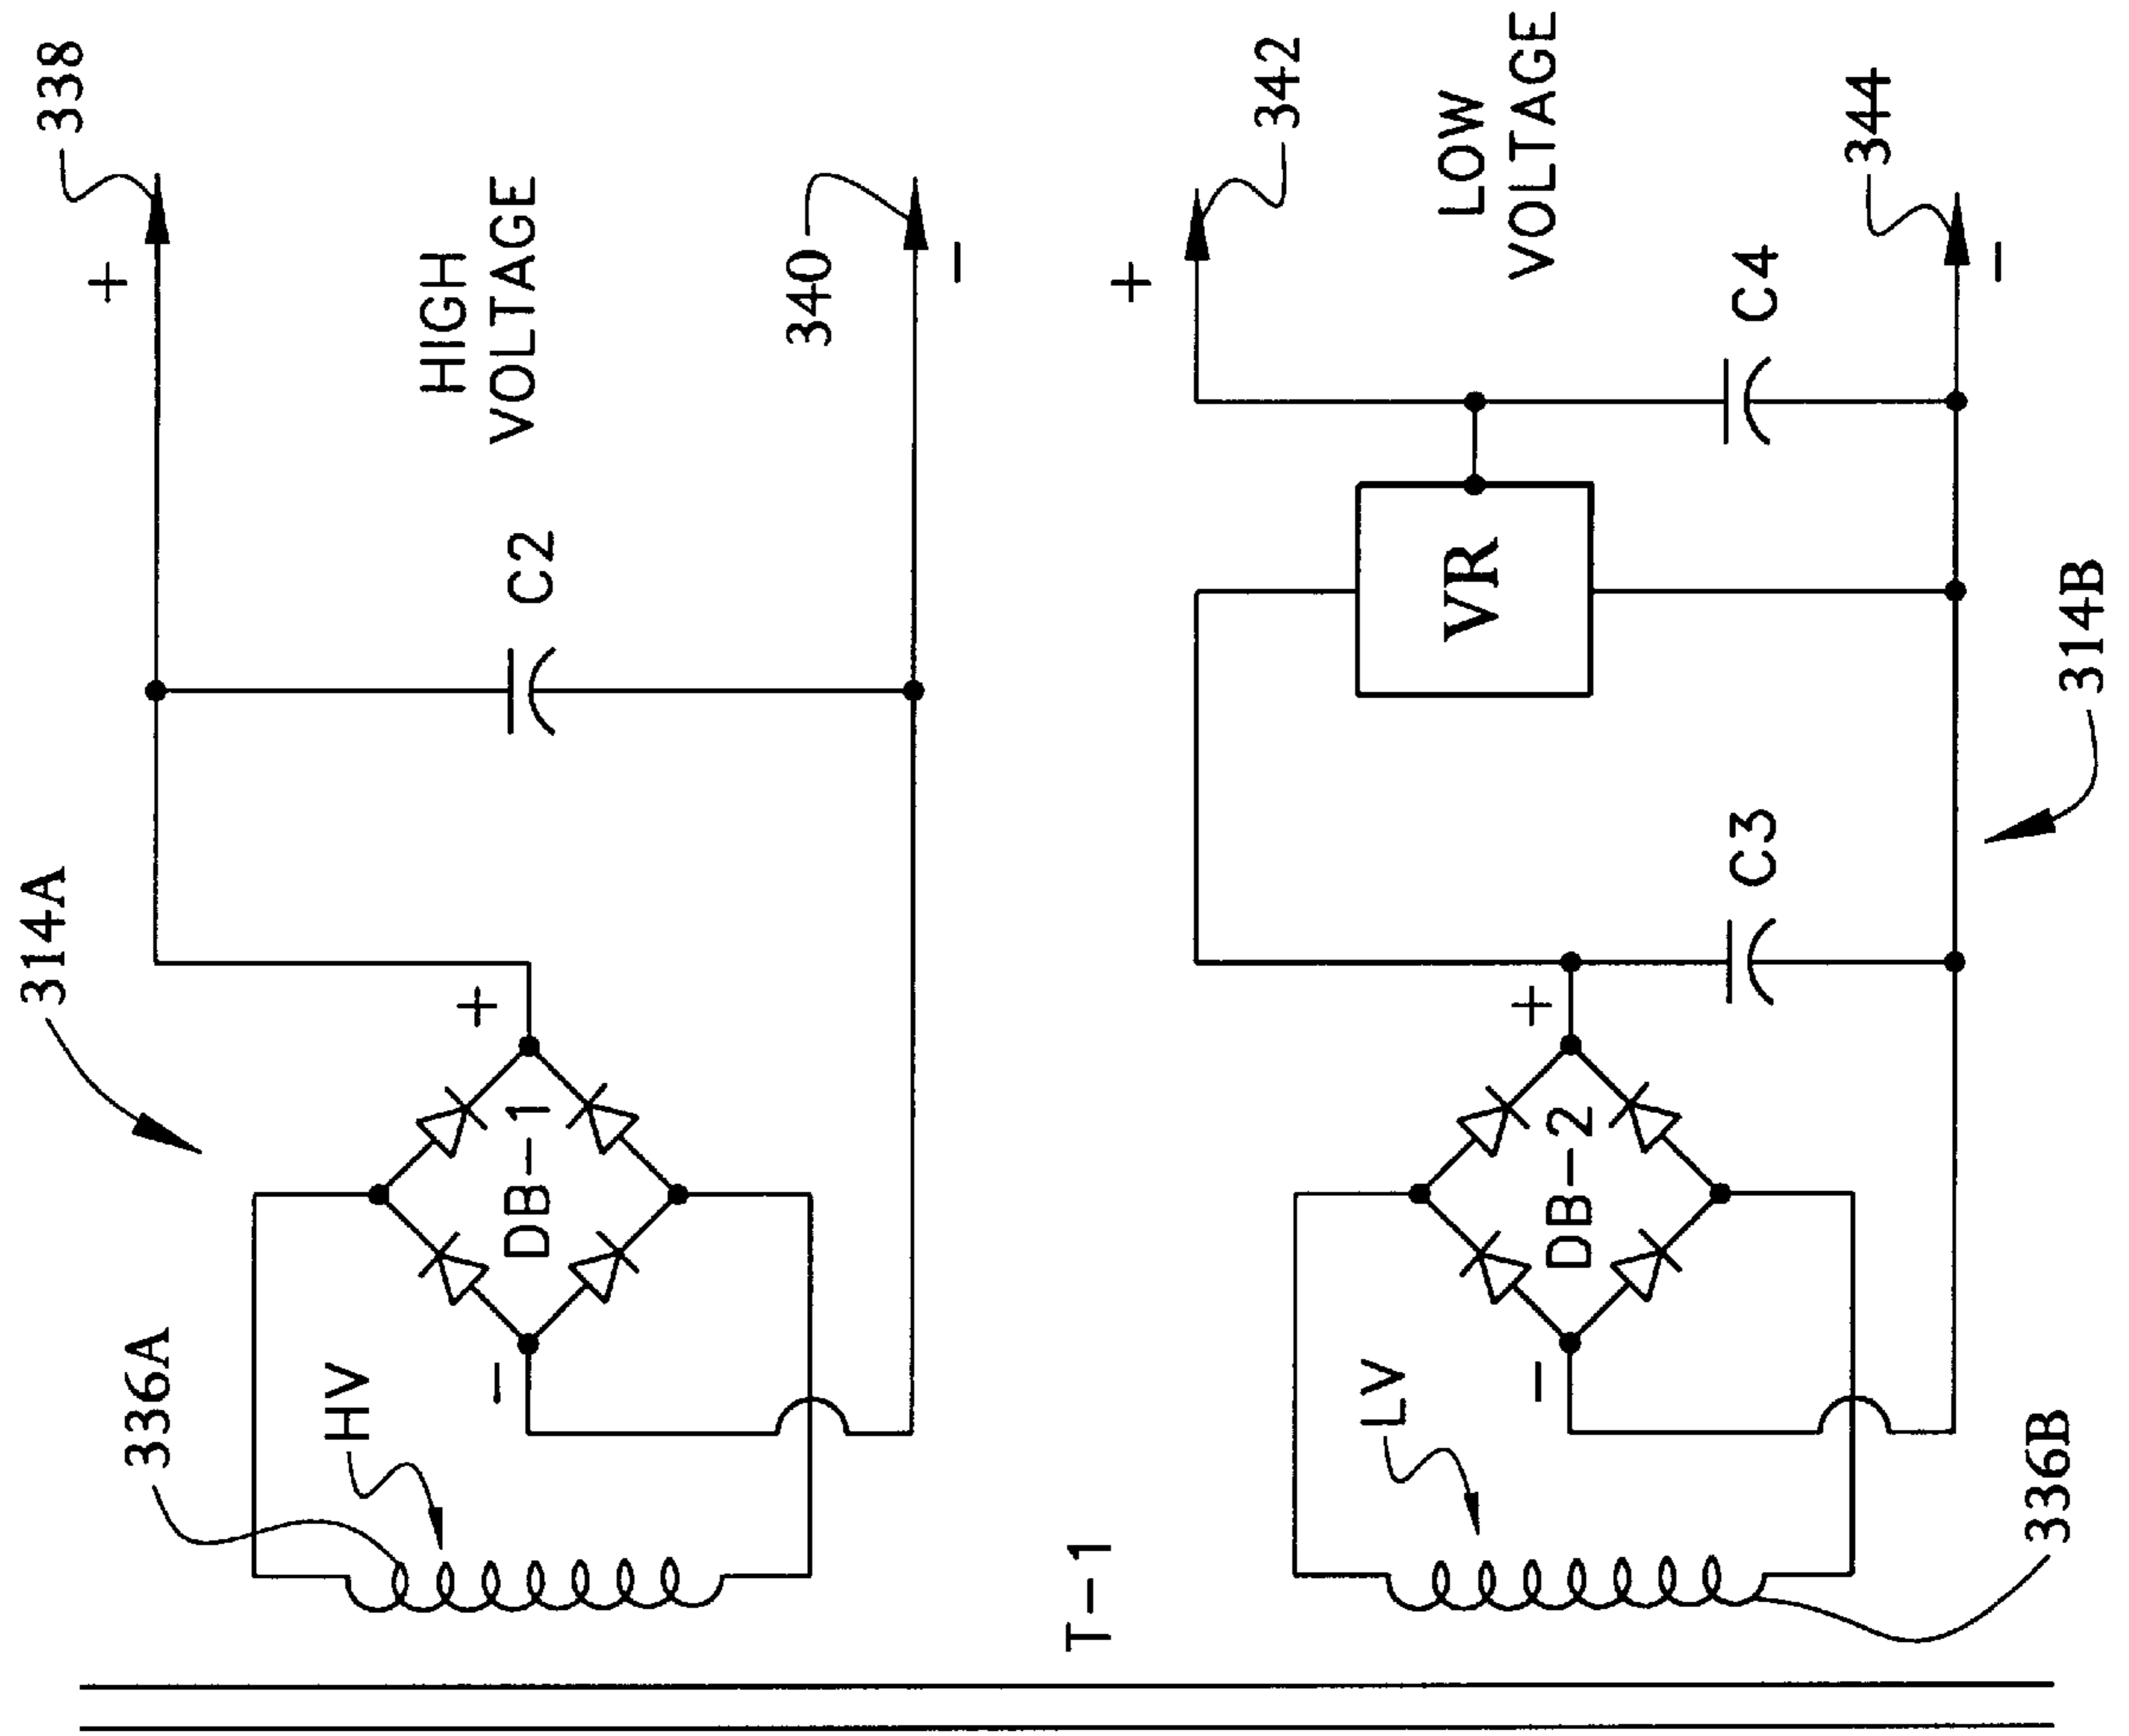 314A
338
+
336A
HV
HIGH
VOLTAGE
+
−
DB-1
C2
340
−
T-1
+
342
LV
LOW
VOLTAGE
VR
+
−
DB-2
C3
C4
344
−
336B
314B